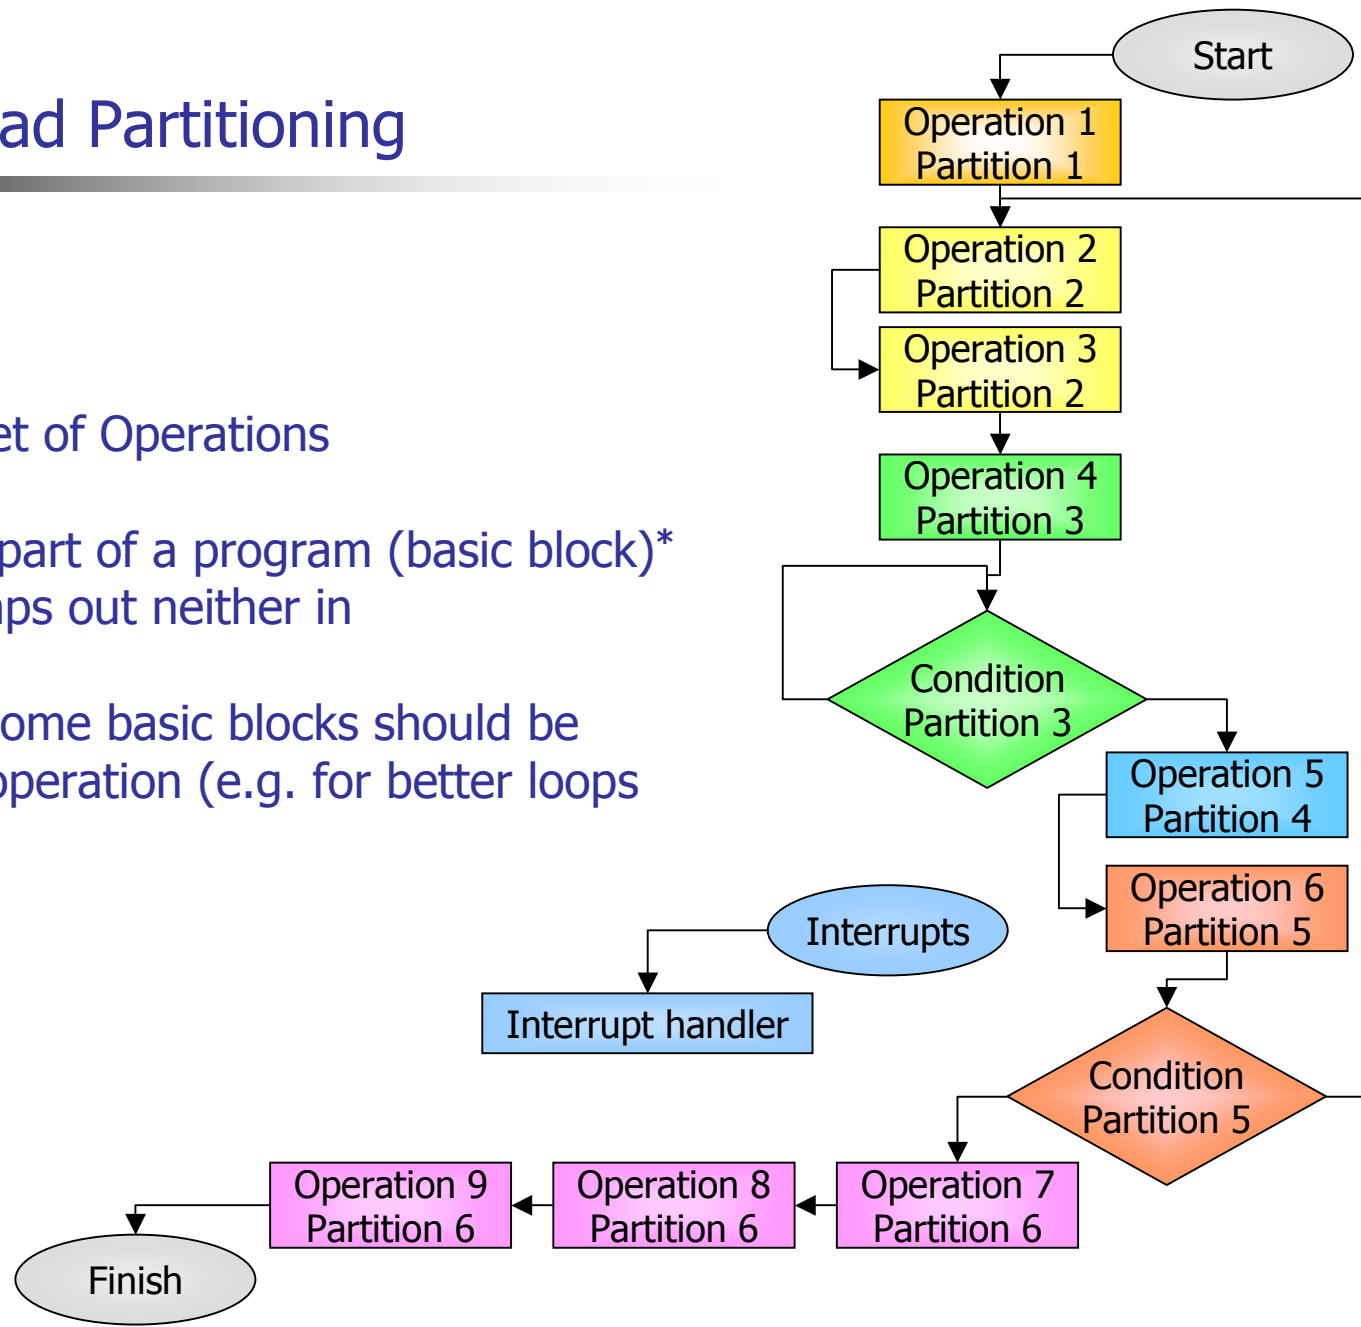 ad Partitioning
et of Operations
part of a program (basic block)*
ps out neither in
ome basic blocks should be
operation (e.g. for better loops
Start
Operation 1
Partition 1
Operation 2
Partition 2
Operation 3
Partition 2
Operation 4
Partition 3
Condition
Partition 3
Operation 5
Partition 4
Operation 6
Partition 5
Interrupts
Interrupt handler
Condition
Partition 5
Operation 7
Partition 6
Operation 8
Partition 6
Operation 9
Partition 6
Finish